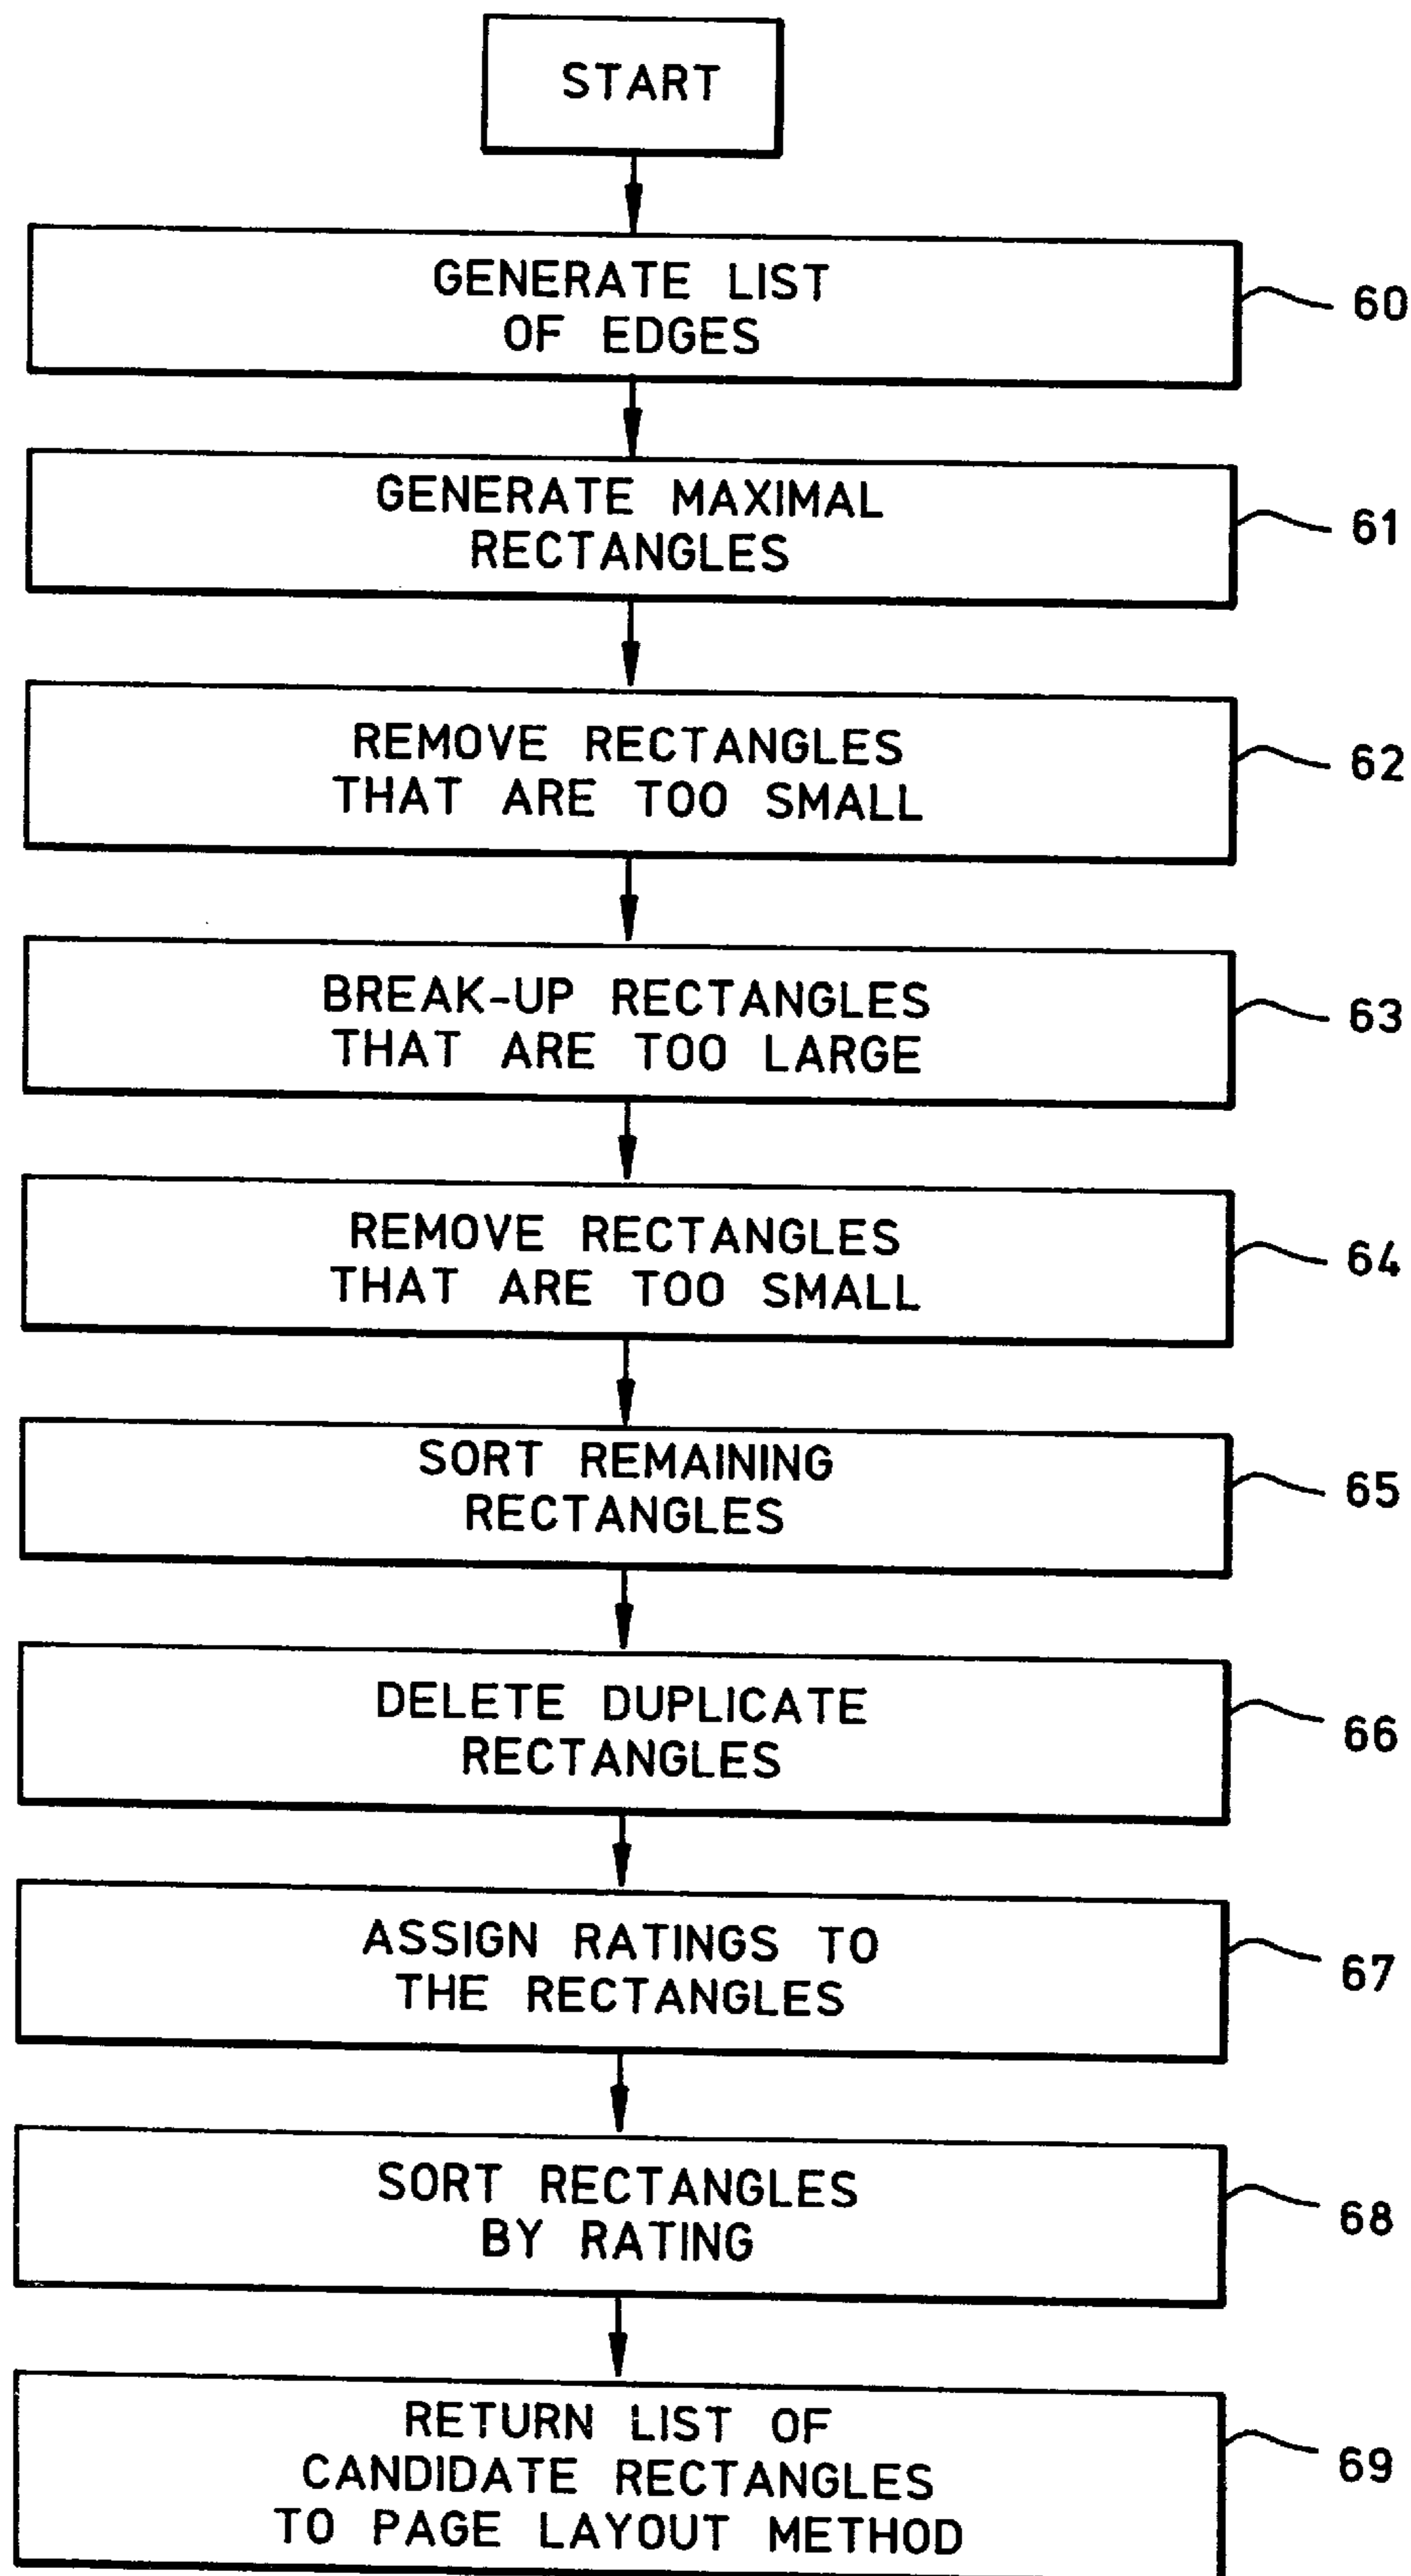 START
GENERATE LIST
OF EDGES
60
GENERATE MAXIMAL
RECTANGLES
61
REMOVE RECTANGLES
THAT ARE TOO SMALL
62
BREAK-UP RECTANGLES
THAT ARE TOO LARGE
63
REMOVE RECTANGLES
THAT ARE TOO SMALL
64
SORT REMAINING
RECTANGLES
65
DELETE DUPLICATE
RECTANGLES
66
ASSIGN RATINGS TO
THE RECTANGLES
67
SORT RECTANGLES
BY RATING
68
RETURN LIST OF
CANDIDATE RECTANGLES
TO PAGE LAYOUT METHOD
69